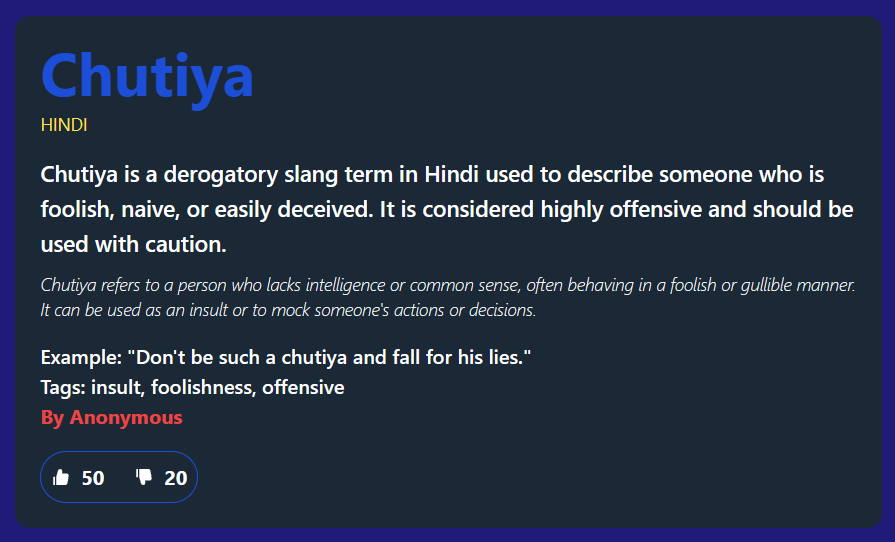 Chutiya
HINDI
Chutiya is a derogatory slang term in Hindi used to describe someone who is
foolish, naive, or easily deceived. It is considered highly offensive and should be
used with caution.
Chutiya refers to a person who lacks intelligence or common sense, often behaving in a foolish or gullible manner.
It can be used as an insult or to mock someone's actions or decisions.
Example: "Don't be such a chutiya and fall for his lies."
Tags: insult, foolishness, offensive
By Anonymous
50 20